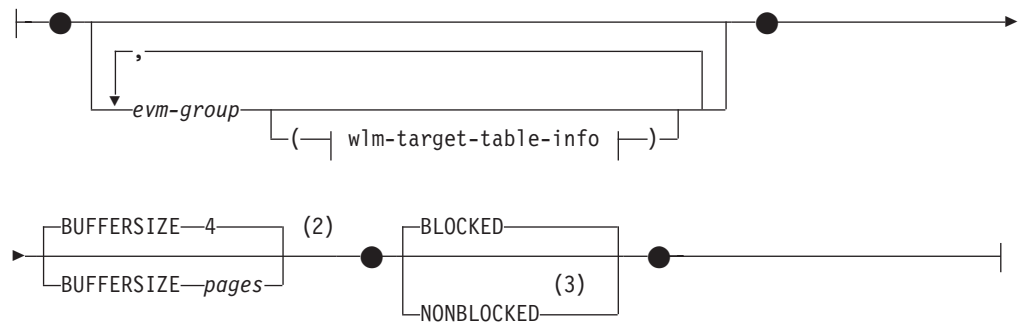 ,
evm-group
( wlm-target-table-info )
BUFFERSIZE 4 (2) BLOCKED
BUFFERSIZE pages (3)
NONBLOCKED